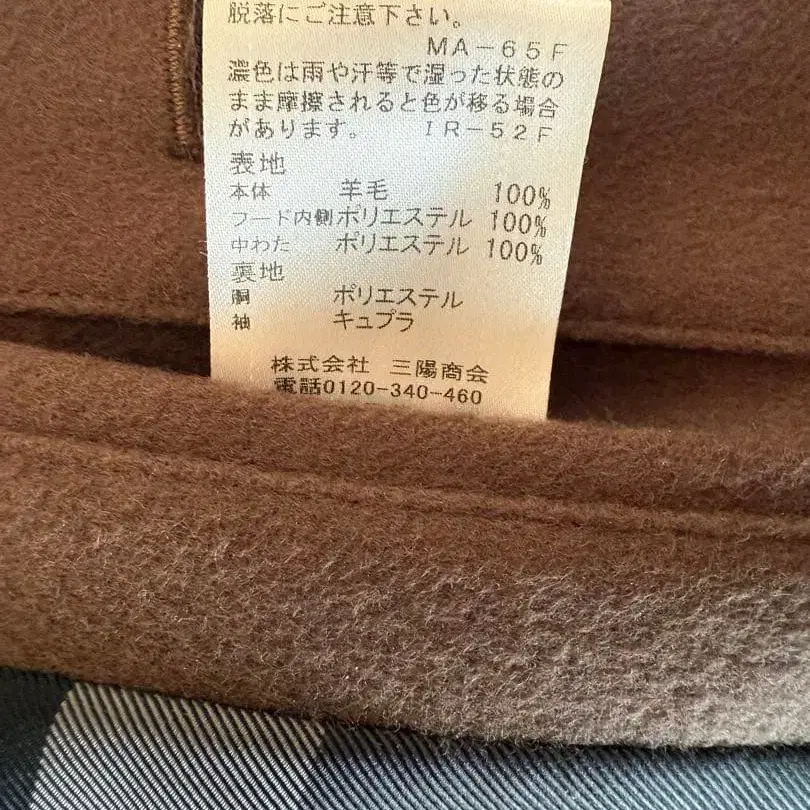 脱落にご注意下さい。
MA-65F
濃色は雨や汗等で湿った状態の
まま摩擦されると色が移る場合
があります。 IR-52F
表地
本体 羊毛 100%
フード内側 ポリエステル 100%
中わた ポリエステル 100%
裏地
胴 ポリエステル
袖 キュプラ
株式会社 三陽商会
電話0120-340-460